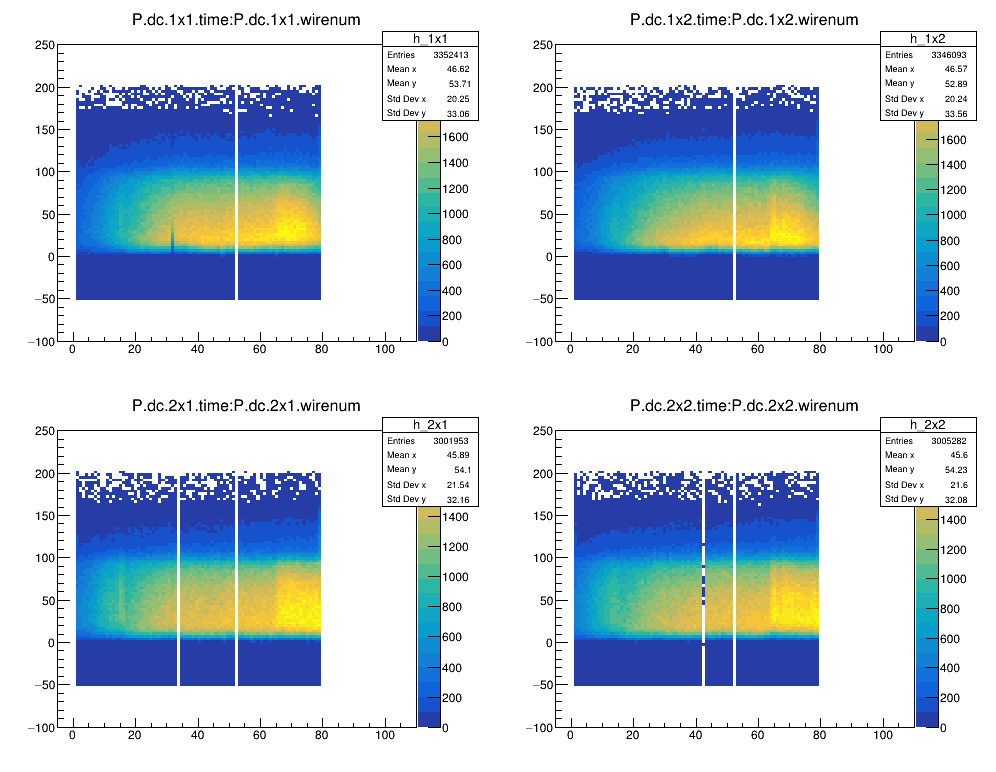 P.dc.1x1.time:P.dc.1x1.wirenum
h_1x1
Entries 3352413
Mean x 46.62
Mean y 53.71
Std Dev x 20.25
Std Dev y 33.06
250
200
150
100
50
0
−50
−100
0 20 40 60 80 100
1600
1400
1200
1000
800
600
400
200
0
P.dc.1x2.time:P.dc.1x2.wirenum
h_1x2
Entries 3346093
Mean x 46.57
Mean y 52.89
Std Dev x 20.24
Std Dev y 33.56
250
200
150
100
50
0
−50
−100
0 20 40 60 80 100
1600
1400
1200
1000
800
600
400
200
0
P.dc.2x1.time:P.dc.2x1.wirenum
h_2x1
Entries 3001953
Mean x 45.89
Mean y 54.1
Std Dev x 21.54
Std Dev y 32.16
250
200
150
100
50
0
−50
−100
0 20 40 60 80 100
1400
1200
1000
800
600
400
200
0
P.dc.2x2.time:P.dc.2x2.wirenum
h_2x2
Entries 3005282
Mean x 45.6
Mean y 54.23
Std Dev x 21.6
Std Dev y 32.08
250
200
150
100
50
0
−50
−100
0 20 40 60 80 100
1400
1200
1000
800
600
400
200
0